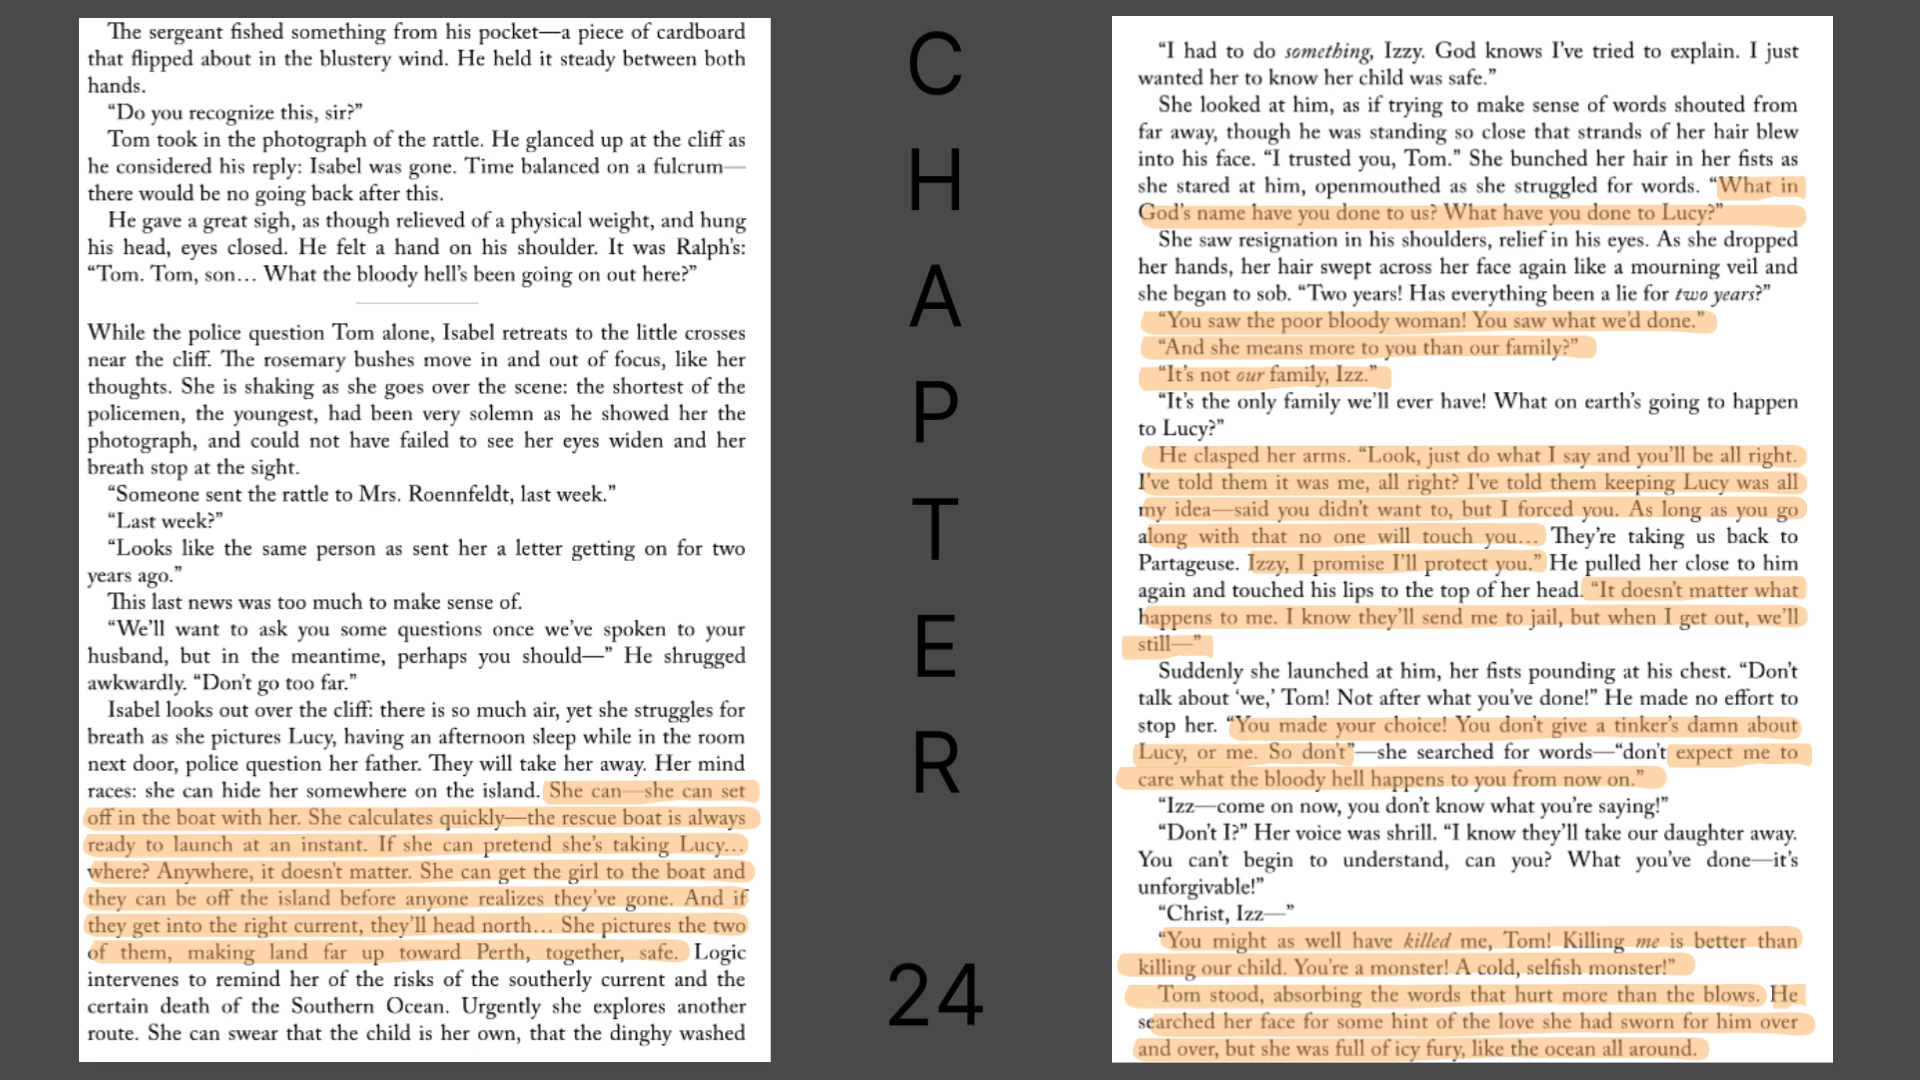 The sergeant fished something from his pocket—a piece of cardboard
that flipped about in the blustery wind. He held it steady between both
hands.
“Do you recognize this, sir?”
Tom took in the photograph of the rattle. He glanced up at the cliff as
he considered his reply: Isabel was gone. Time balanced on a fulcrum—
there would be no going back after this.
He gave a great sigh, as though relieved of a physical weight, and hung
his head, eyes closed. He felt a hand on his shoulder. It was Ralph’s:
“Tom. Tom, son… What the bloody hell’s been going on out here?”
While the police question Tom alone, Isabel retreats to the little crosses
near the cliff. The rosemary bushes move in and out of focus, like her
thoughts. She is shaking as she goes over the scene: the shortest of the
policemen, the youngest, had been very solemn as he showed her the
photograph, and could not have failed to see her eyes widen and her
breath stop at the sight.
“Someone sent the rattle to Mrs. Roennfeldt, last week.”
“Last week?”
“Looks like the same person as sent her a letter getting on for two
years ago.”
This last news was too much to make sense of.
“We’ll want to ask you some questions once we’ve spoken to your
husband, but in the meantime, perhaps you should—” He shrugged
awkwardly. “Don’t go too far.”
Isabel looks out over the cliff: there is so much air, yet she struggles for
breath as she pictures Lucy, having an afternoon sleep while in the room
next door, police question her father. They will take her away. Her mind
races: she can hide her somewhere on the island. She can—she can set
off in the boat with her. She calculates quickly—the rescue boat is always
ready to launch at an instant. If she can pretend she’s taking Lucy…
where? Anywhere, it doesn’t matter. She can get the girl to the boat and
they can be off the island before anyone realizes they’ve gone. And if
they get into the right current, they’ll head north… She pictures the two
of them, making land far up toward Perth, together, safe. Logic
intervenes to remind her of the risks of the southerly current and the
certain death of the Southern Ocean. Urgently she explores another
route. She can swear that the child is her own, that the dinghy washed
CHAPTER
24
“I had to do something, Izzy. God knows I’ve tried to explain. I just
wanted her to know her child was safe.”
She looked at him, as if trying to make sense of words shouted from
far away, though he was standing so close that strands of her hair blew
into his face. “I trusted you, Tom.” She bunched her hair in her fists as
she stared at him, openmouthed as she struggled for words. “What in
God’s name have you done to us? What have you done to Lucy?”
She saw resignation in his shoulders, relief in his eyes. As she dropped
her hands, her hair swept across her face again like a mourning veil and
she began to sob. “Two years! Has everything been a lie for two years?”
“You saw the poor bloody woman! You saw what we’d done.”
“And she means more to you than our family?”
“It’s not our family, Izz.”
“It’s the only family we’ll ever have! What on earth’s going to happen
to Lucy?”
He clasped her arms. “Look, just do what I say and you’ll be all right.
I’ve told them it was me, all right? I’ve told them keeping Lucy was all
my idea—said you didn’t want to, but I forced you. As long as you go
along with that no one will touch you… They’re taking us back to
Partageuse. Izzy, I promise I’ll protect you.” He pulled her close to him
again and touched his lips to the top of her head. “It doesn’t matter what
happens to me. I know they’ll send me to jail, but when I get out, we’ll
still—”
Suddenly she launched at him, her fists pounding at his chest. “Don’t
talk about ‘we,’ Tom! Not after what you’ve done!” He made no effort to
stop her. “You made your choice! You don’t give a tinker’s damn about
Lucy, or me. So don’t”—she searched for words—“don’t expect me to
care what the bloody hell happens to you from now on.”
“Izz—come on now, you don’t know what you’re saying!”
“Don’t I?” Her voice was shrill. “I know they’ll take our daughter away.
You can’t begin to understand, can you? What you’ve done—it’s
unforgivable!”
“Christ, Izz—”
“You might as well have killed me, Tom! Killing me is better than
killing our child. You’re a monster! A cold, selfish monster!”
Tom stood, absorbing the words that hurt more than the blows. He
searched her face for some hint of the love she had sworn for him over
and over, but she was full of icy fury, like the ocean all around.